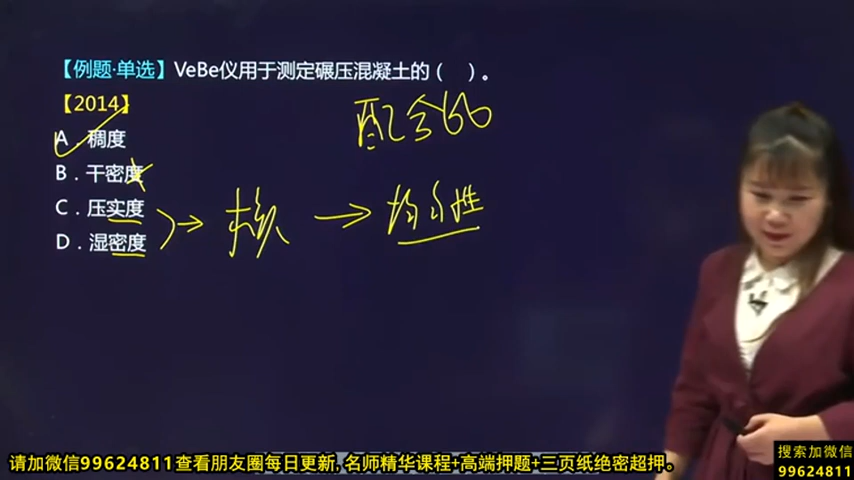 【例题·单选】VeBe仪用于测定碾压混凝土的( )。
【2014】
配合比
A．稠度
B．干密度
C．压实度
D．湿密度
核 → 均匀性
请加微信99624811查看朋友圈每日更新,名师精华课程+高端押题+三页纸绝密超押。
搜索加微信
99624811